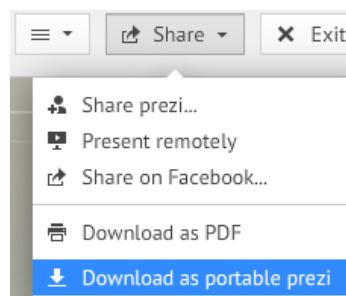 Share Exit
Share prezi...
Present remotely
Share on Facebook...
Download as PDF
Download as portable prezi